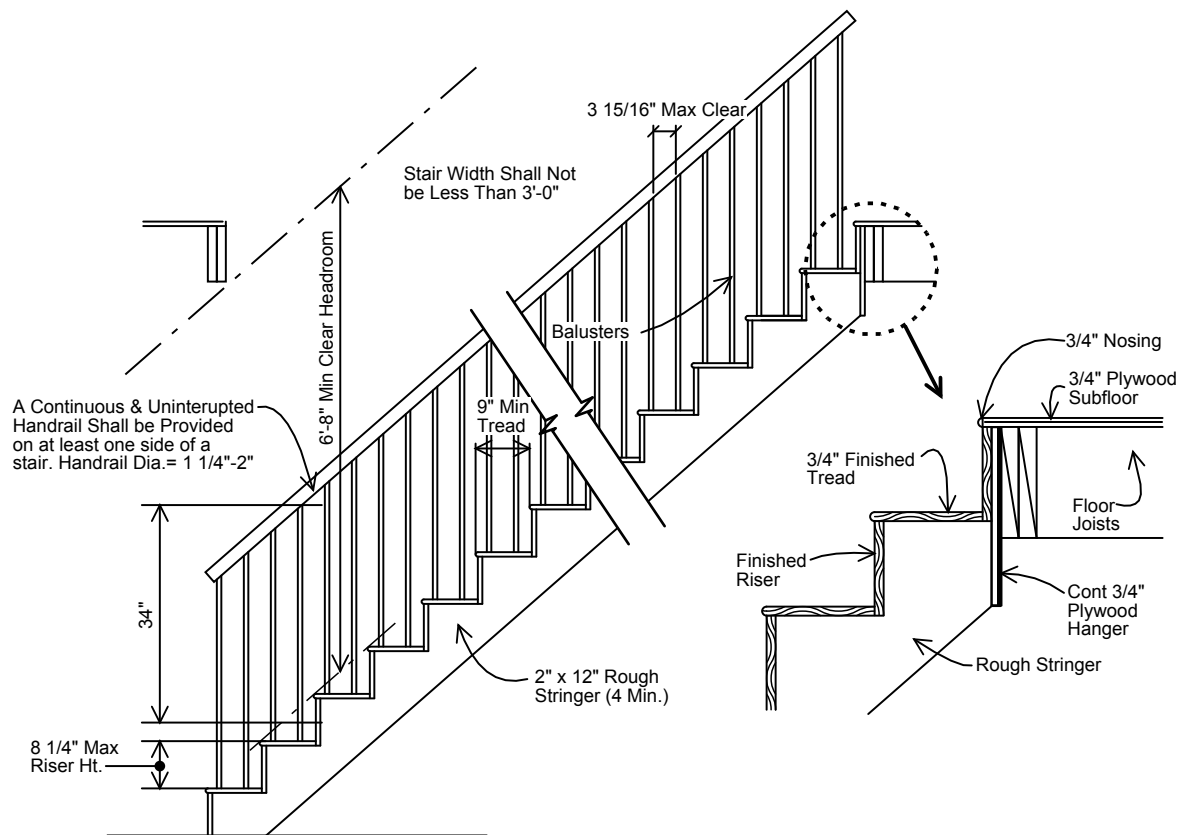 3 15/16" Max Clear
Stair Width Shall Not
be Less Than 3'-0"
6'-8" Min Clear Headroom
Balusters
3/4" Nosing
3/4" Plywood
Subfloor
A Continuous & Uninterupted
Handrail Shall be Provided
on at least one side of a
stair. Handrail Dia.= 1 1/4"-2"
9" Min
Tread
3/4" Finished
Tread
Floor
Joists
Finished
Riser
34"
Cont 3/4"
Plywood
Hanger
2" x 12" Rough
Stringer (4 Min.)
Rough Stringer
8 1/4" Max
Riser Ht.